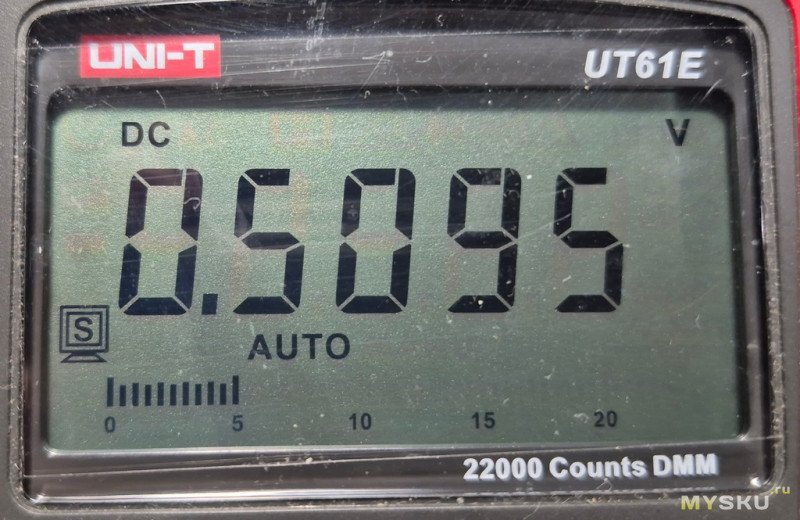 UNI-T UT61E
DC V
0.5095
S
AUTO
0 5 10 15 20
22000 Counts DMM
MYSKU.ru